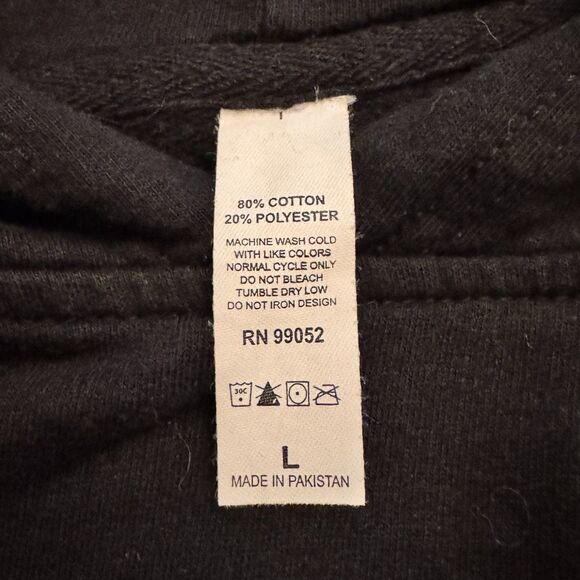 80% COTTON
20% POLYESTER
MACHINE WASH COLD
WITH LIKE COLORS
NORMAL CYCLE ONLY
DO NOT BLEACH
TUMBLE DRY LOW
DO NOT IRON DESIGN
RN 99052
30C
L
MADE IN PAKISTAN